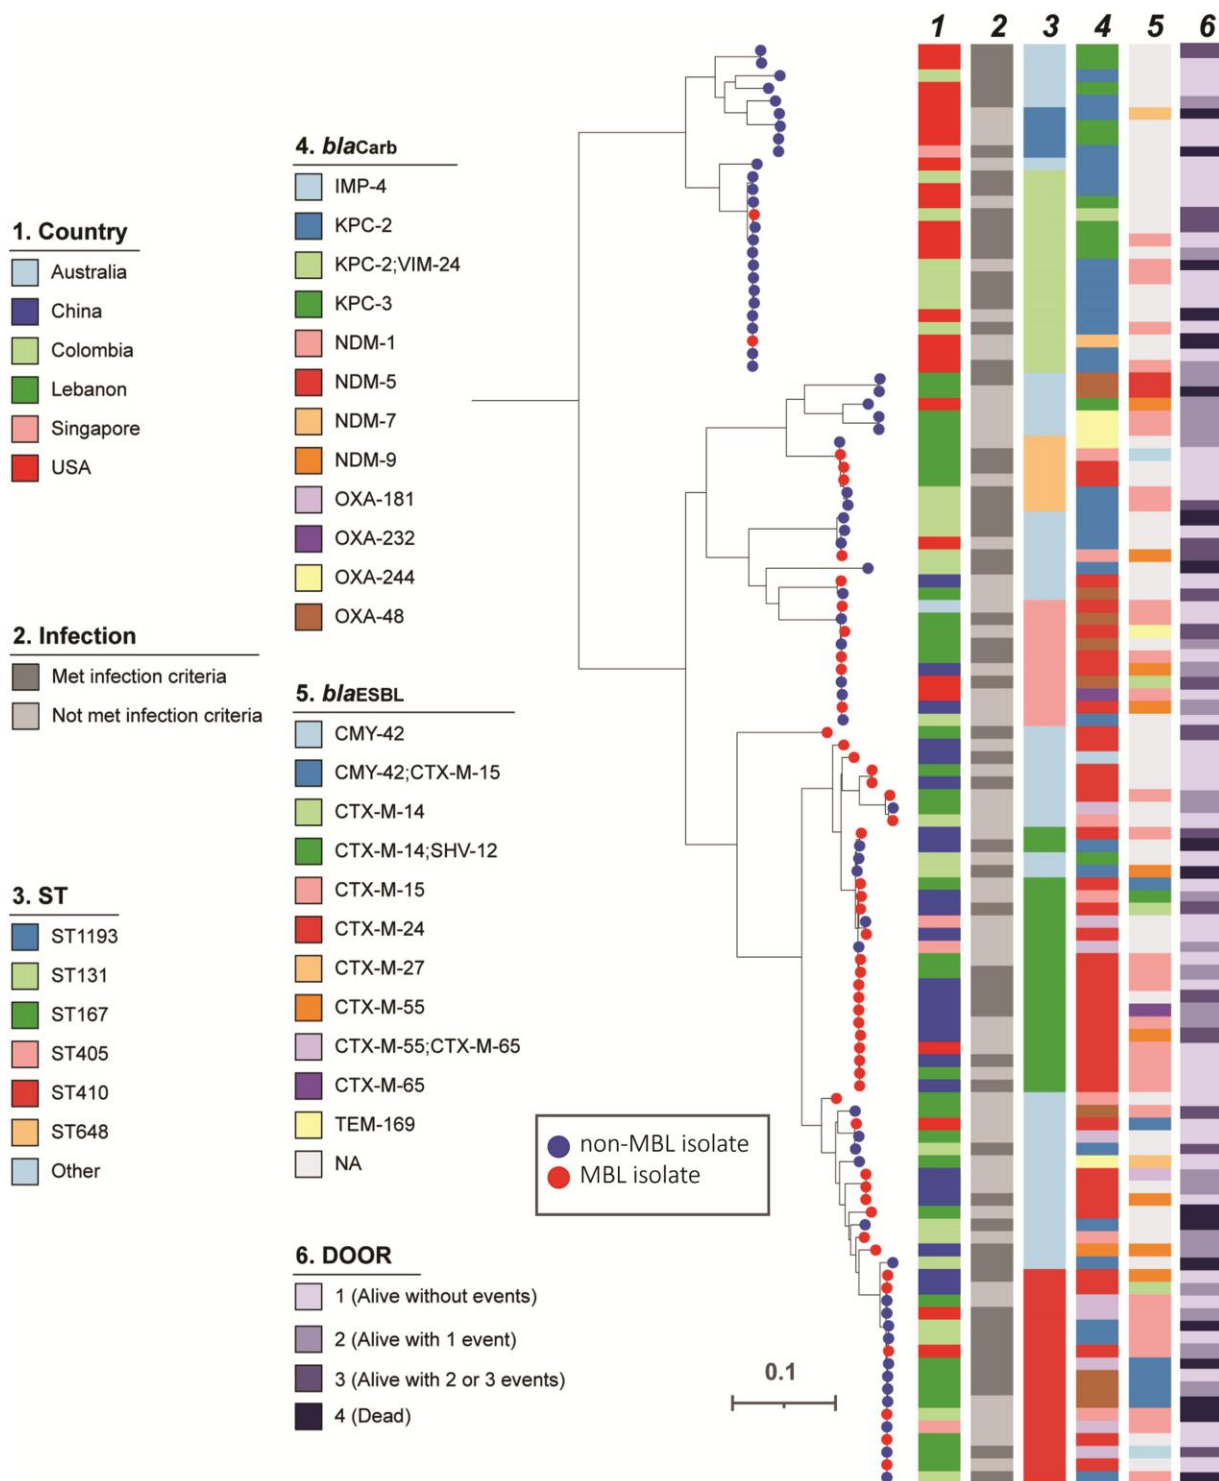 1 2 3 4 5 6
1. Country
Australia
China
Colombia
Lebanon
Singapore
USA
2. Infection
Met infection criteria
Not met infection criteria
3. ST
ST1193
ST131
ST167
ST405
ST410
ST648
Other
4. blaCarb
IMP-4
KPC-2
KPC-2;VIM-24
KPC-3
NDM-1
NDM-5
NDM-7
NDM-9
OXA-181
OXA-232
OXA-244
OXA-48
5. blaESBL
CMY-42
CMY-42;CTX-M-15
CTX-M-14
CTX-M-14;SHV-12
CTX-M-15
CTX-M-24
CTX-M-27
CTX-M-55
CTX-M-55;CTX-M-65
CTX-M-65
TEM-169
NA
6. DOOR
1 (Alive without events)
2 (Alive with 1 event)
3 (Alive with 2 or 3 events)
4 (Dead)
non-MBL isolate
MBL isolate
0.1